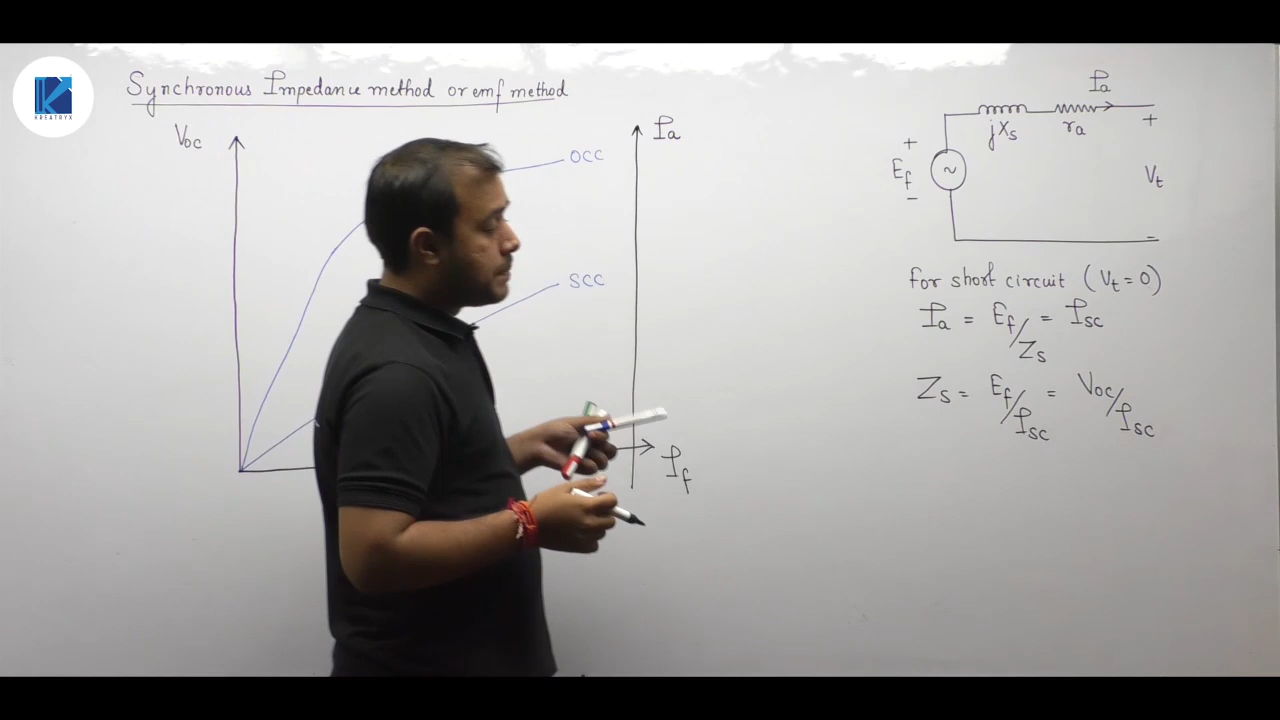 KREATRYX
Synchronous Impedance method or emf method
Voc
OCC
SCC
Ia
If
Ia
jXs
ra
+
Ef
-
~
+
Vt
-
for short circuit (Vt = 0)
Ia = Ef/Zs = Isc
Zs = Ef/Isc = Voc/Isc